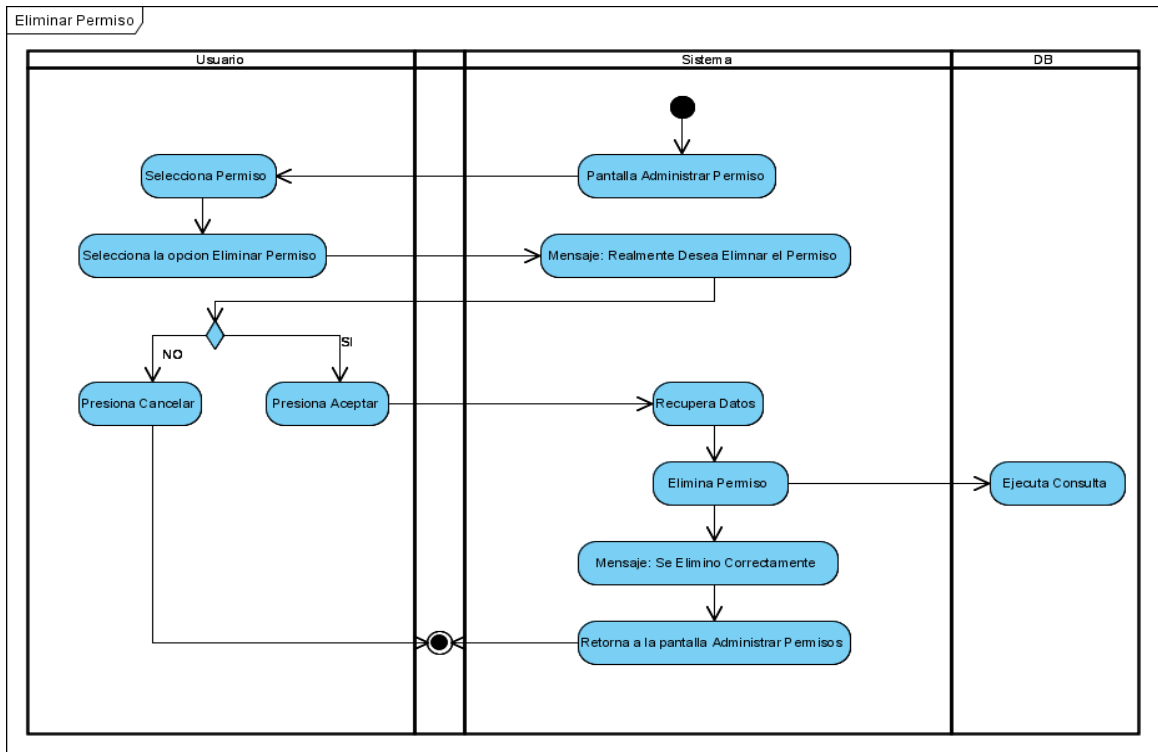 Eliminar Permiso
Usuario
Sistema
DB
Selecciona Permiso
Pantalla Administrar Permiso
Selecciona la opcion Eliminar Permiso
Mensaje: Realmente Desea Elimnar el Permiso
NO
SI
Presiona Cancelar
Presiona Aceptar
Recupera Datos
Elimina Permiso
Ejecuta Consulta
Mensaje: Se Elimino Correctamente
Retorna a la pantalla Administrar Permisos